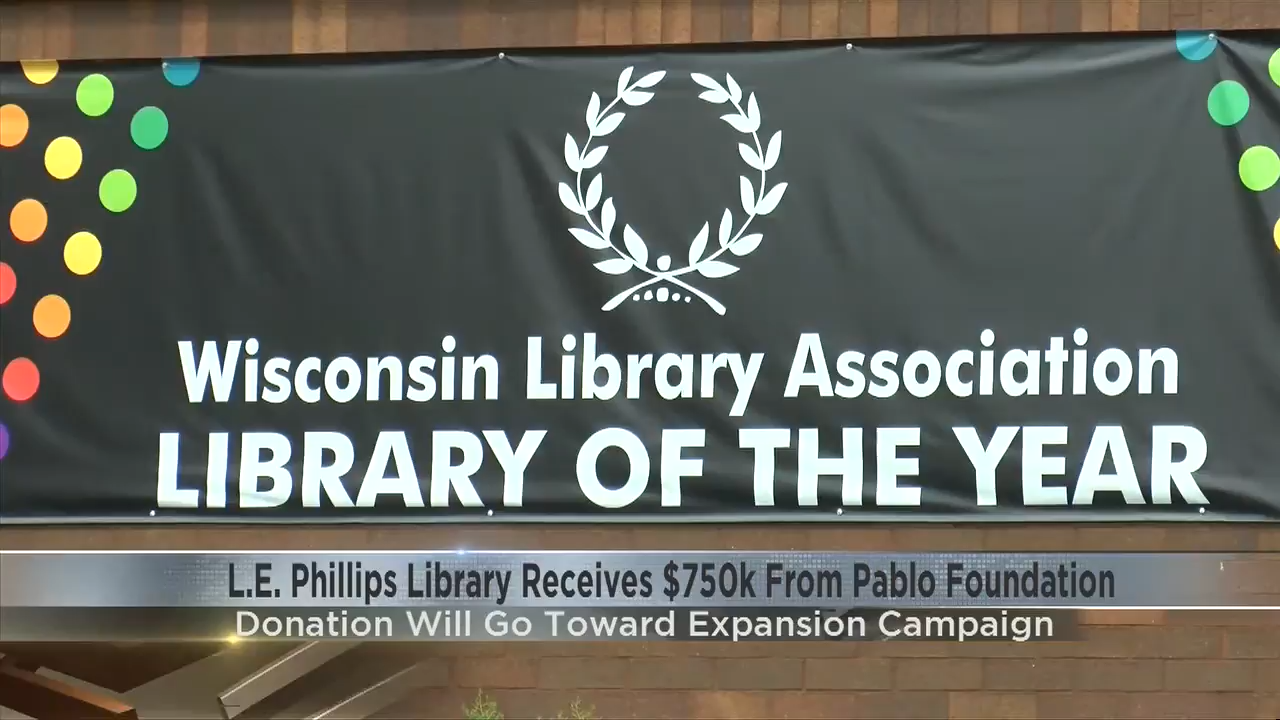 Wisconsin Library Association
LIBRARY OF THE YEAR
L.E. Phillips Library Receives $750k From Pablo Foundation
Donation Will Go Toward Expansion Campaign